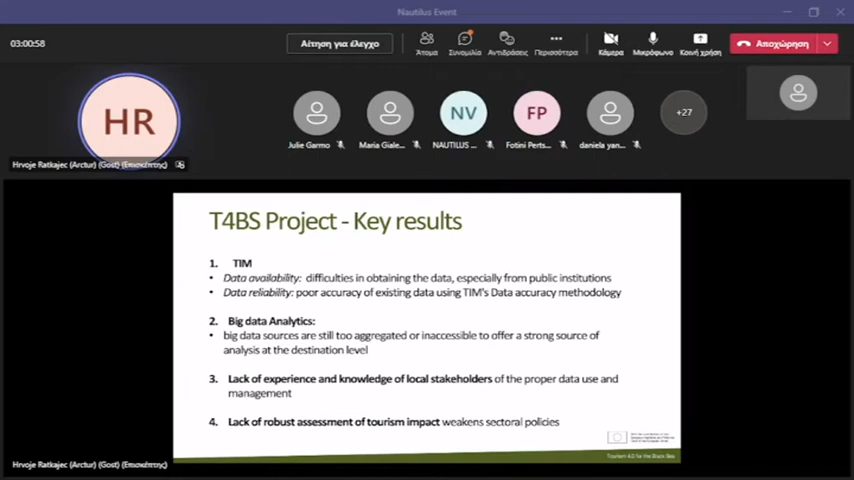 Nautilus Event
03:00:58
Αίτηση για έλεγχο
Άτομα
Συνομιλία
Αντιδράσεις
Περισσότερα
Κάμερα
Μικρόφωνο
Κοινή χρήση
Αποχώρηση
HR
NV
FP
+27
Julie Garmo
Maria Giale...
NAUTILUS ...
Fotini Perts...
daniela yan...
Hrvoje Ratkajec (Arctur) (Gost) (Επισκέπτης)
T4BS Project - Key results
1. TIM
• Data availability: difficulties in obtaining the data, especially from public institutions
• Data reliability: poor accuracy of existing data using TIM's Data accuracy methodology
2. Big data Analytics:
• big data sources are still too aggregated or inaccessible to offer a strong source of
analysis at the destination level
3. Lack of experience and knowledge of local stakeholders of the proper data use and
management
4. Lack of robust assessment of tourism impact weakens sectoral policies
Tourism 4.0 for the Black Sea
Hrvoje Ratkajec (Arctur) (Gost) (Επισκέπτης)